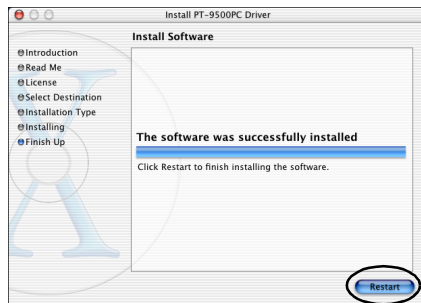 Install PT-9500PC Driver
Install Software
Introduction
Read Me
License
Select Destination
Installation Type
Installing
Finish Up
The software was successfully installed
Click Restart to finish installing the software.
Restart